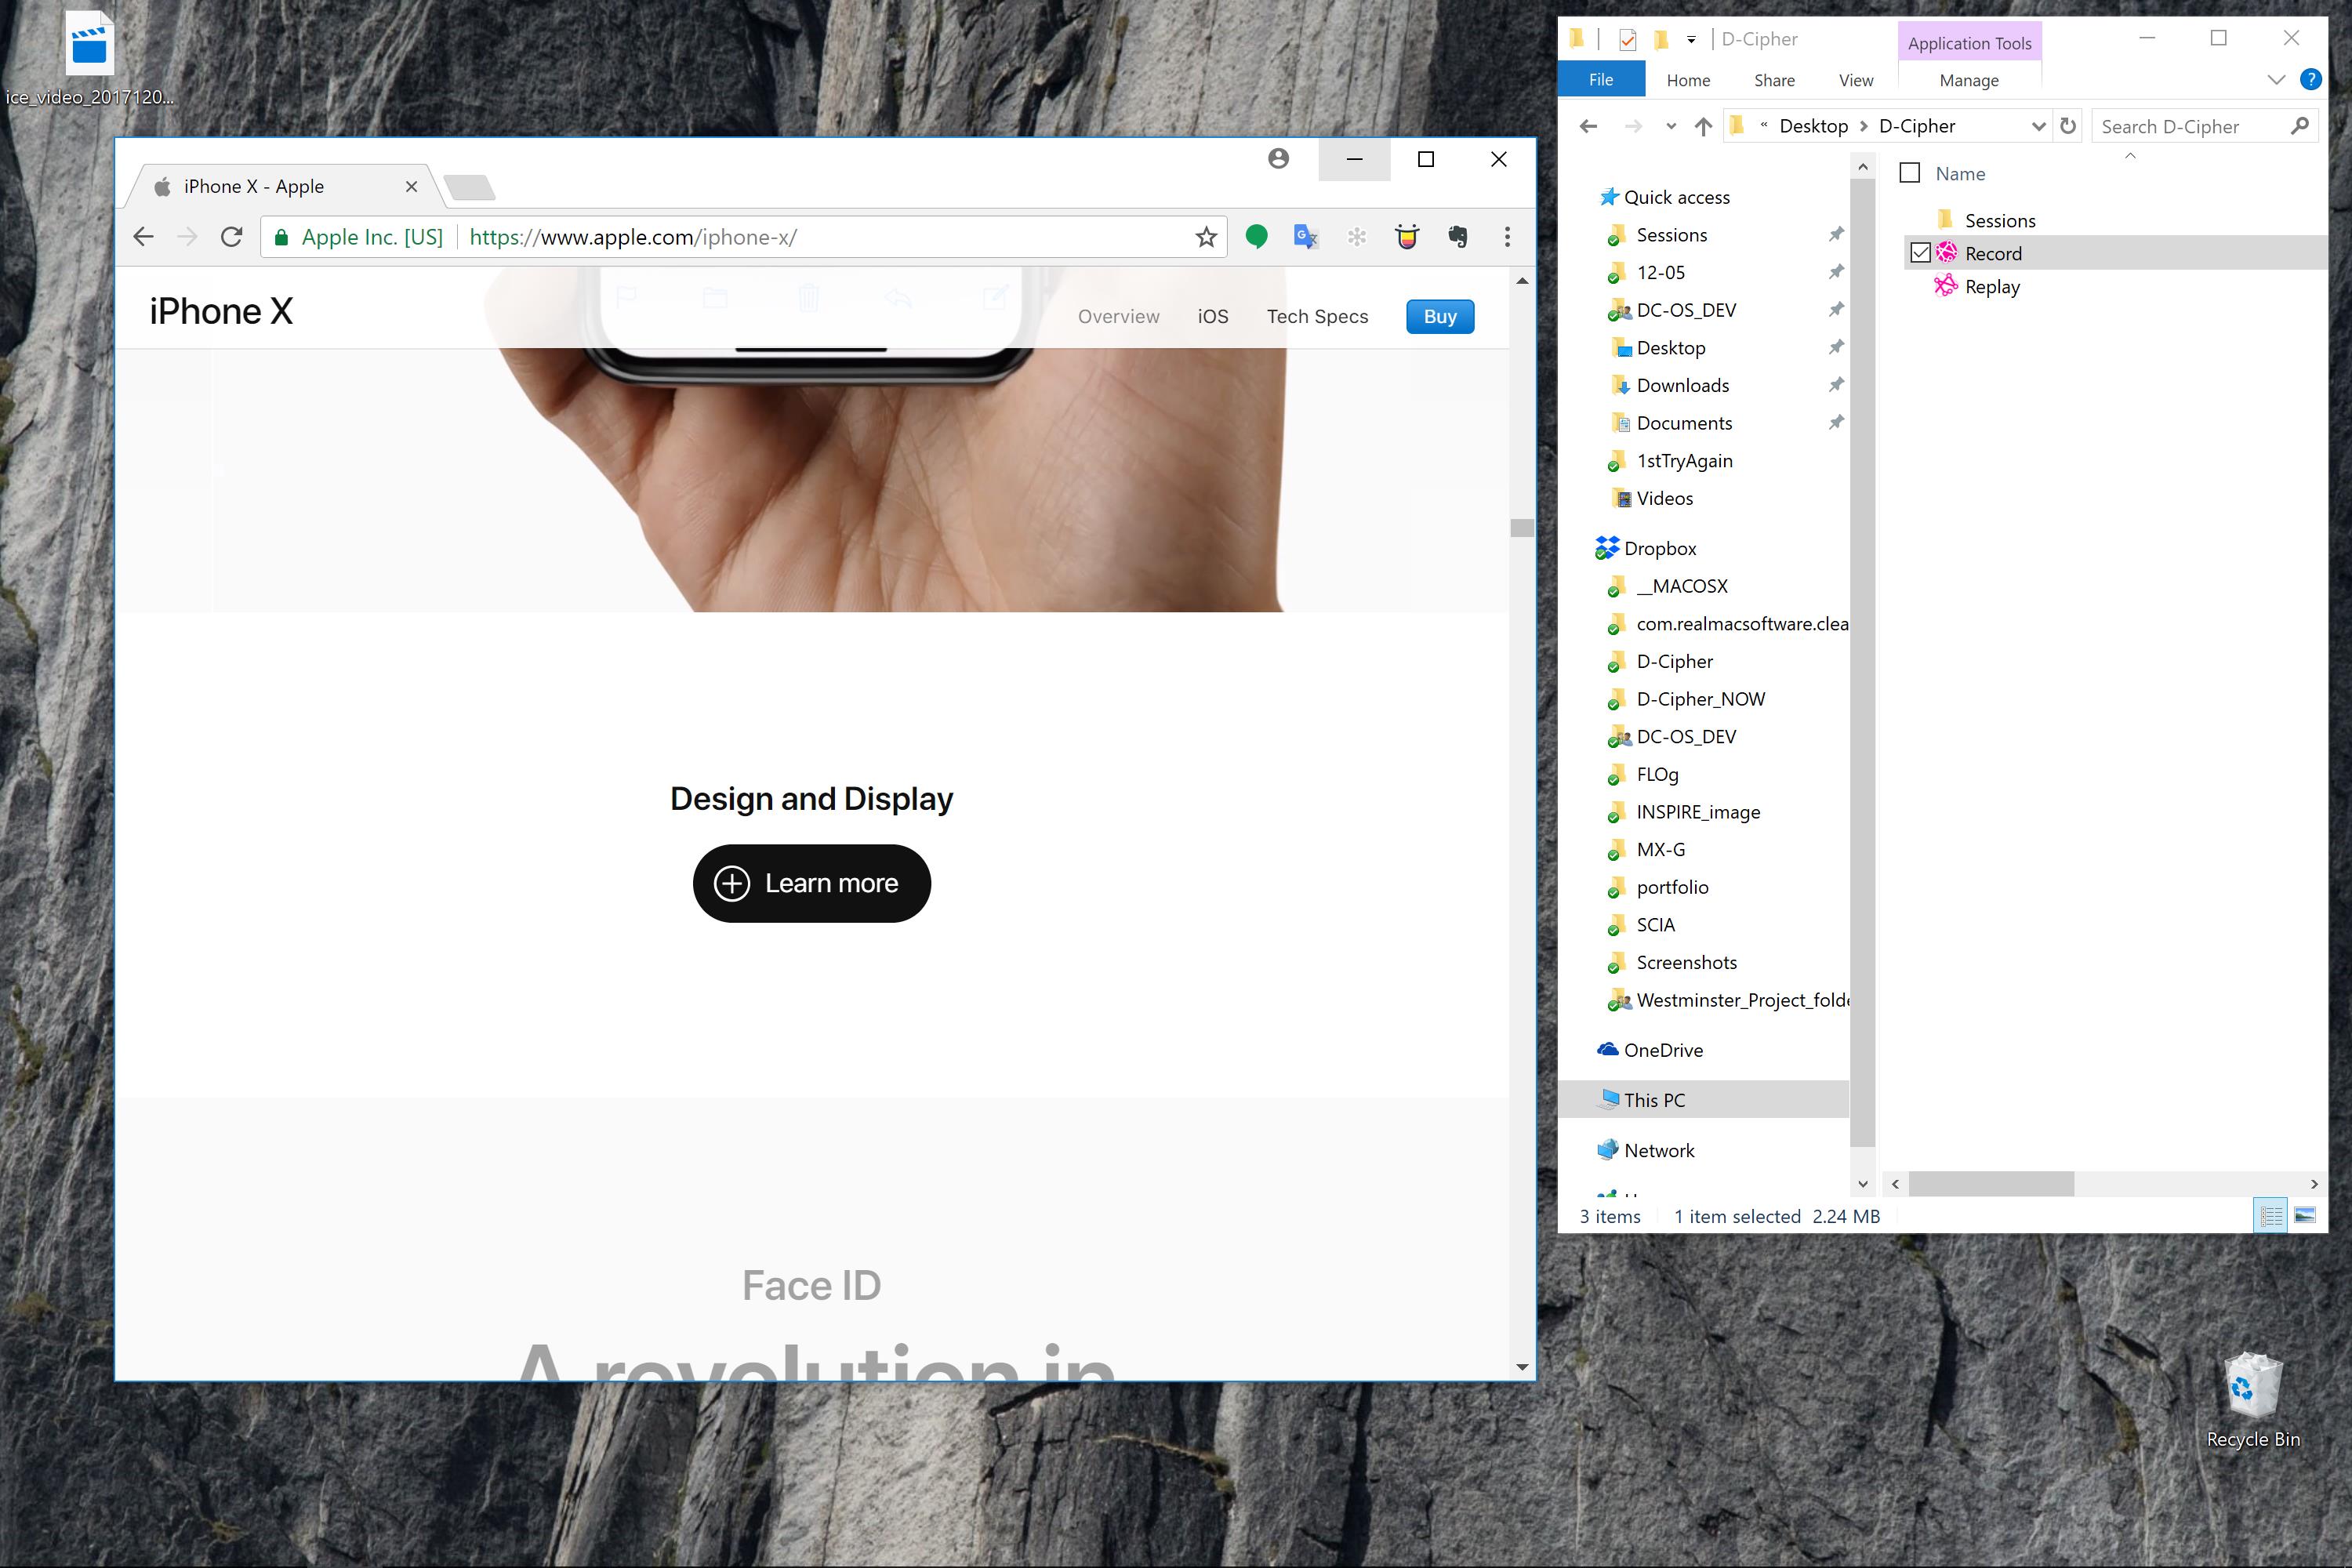 ice_video_2017120...
iPhone X - Apple
Apple Inc. [US]
https://www.apple.com/iphone-x/
iPhone X
Overview
iOS
Tech Specs
Buy
Design and Display
Learn more
Face ID
A revolution in
D-Cipher
Application Tools
File
Home
Share
View
Manage
« Desktop > D-Cipher
Search D-Cipher
Quick access
Sessions
12-05
DC-OS_DEV
Desktop
Downloads
Documents
1stTryAgain
Videos
Dropbox
__MACOSX
com.realmacsoftware.clea
D-Cipher
D-Cipher_NOW
DC-OS_DEV
FLOg
INSPIRE_image
MX-G
portfolio
SCIA
Screenshots
Westminster_Project_folde
OneDrive
This PC
Network
Name
Sessions
Record
Replay
3 items
1 item selected 2.24 MB
Recycle Bin